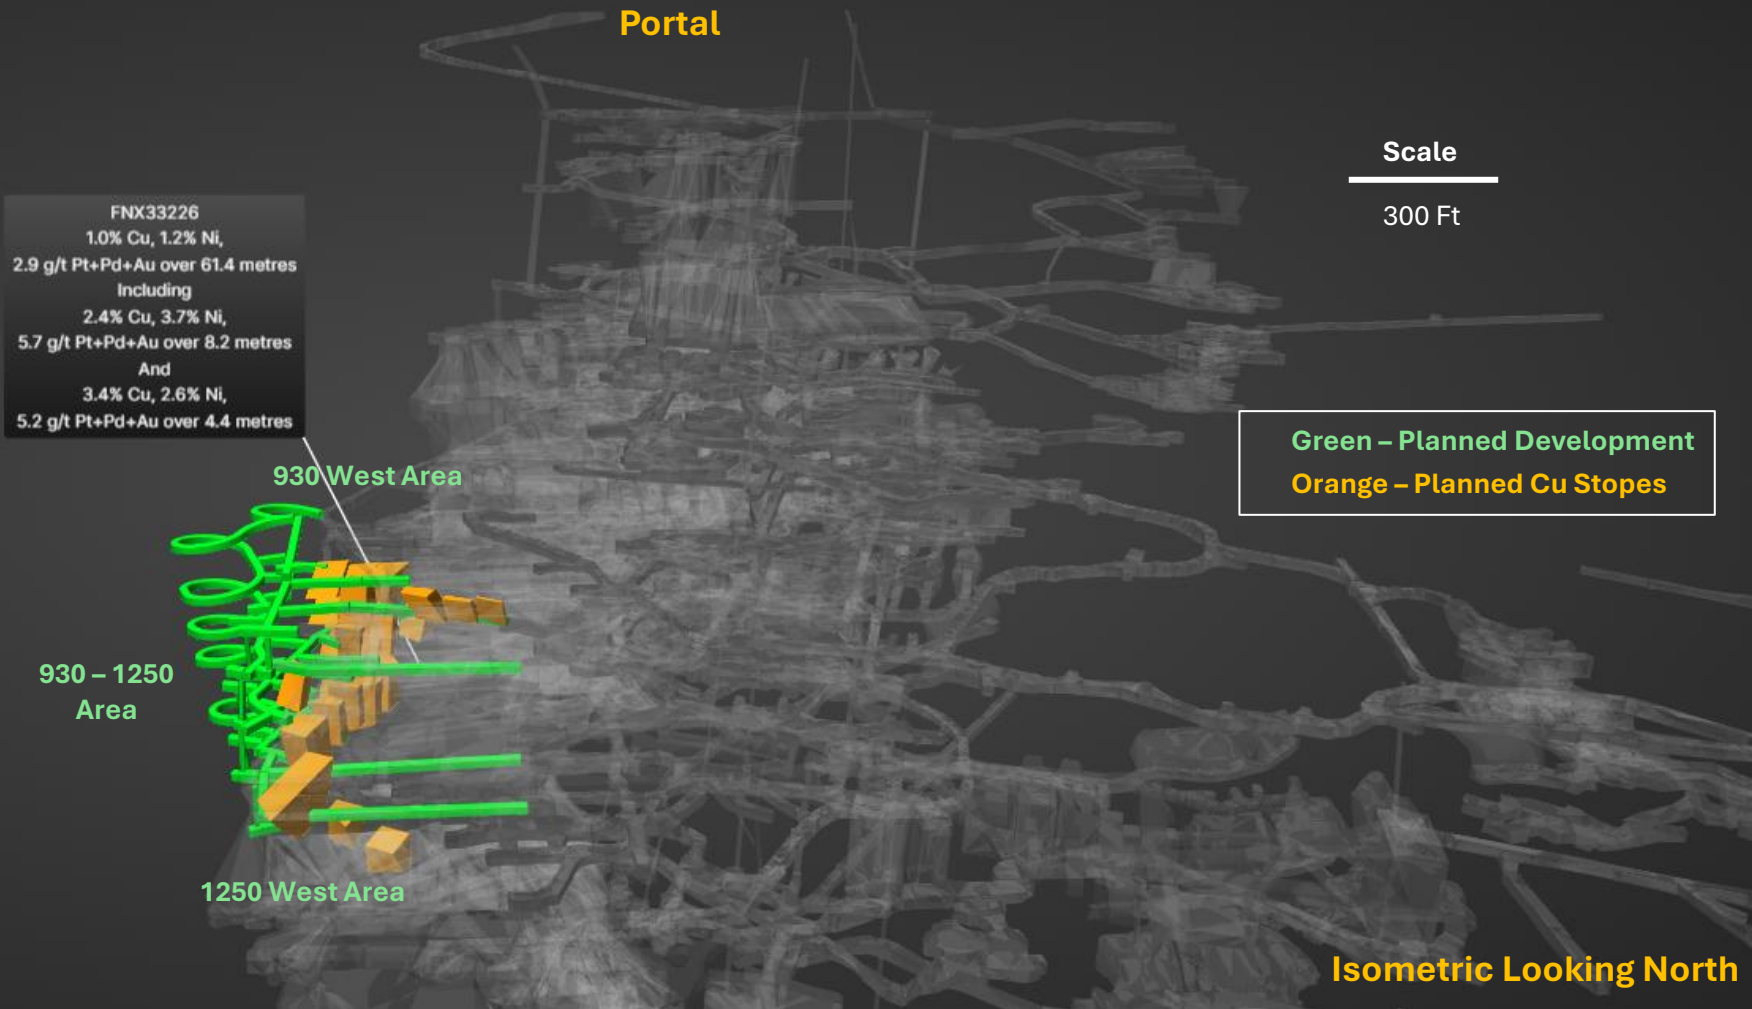 Portal
Scale
300 Ft
FNX33226
1.0% Cu, 1.2% Ni,
2.9 g/t Pt+Pd+Au over 61.4 metres
Including
2.4% Cu, 3.7% Ni,
5.7 g/t Pt+Pd+Au over 8.2 metres
And
3.4% Cu, 2.6% Ni,
5.2 g/t Pt+Pd+Au over 4.4 metres
Green – Planned Development
Orange – Planned Cu Stopes
930 West Area
930 – 1250
Area
1250 West Area
Isometric Looking North